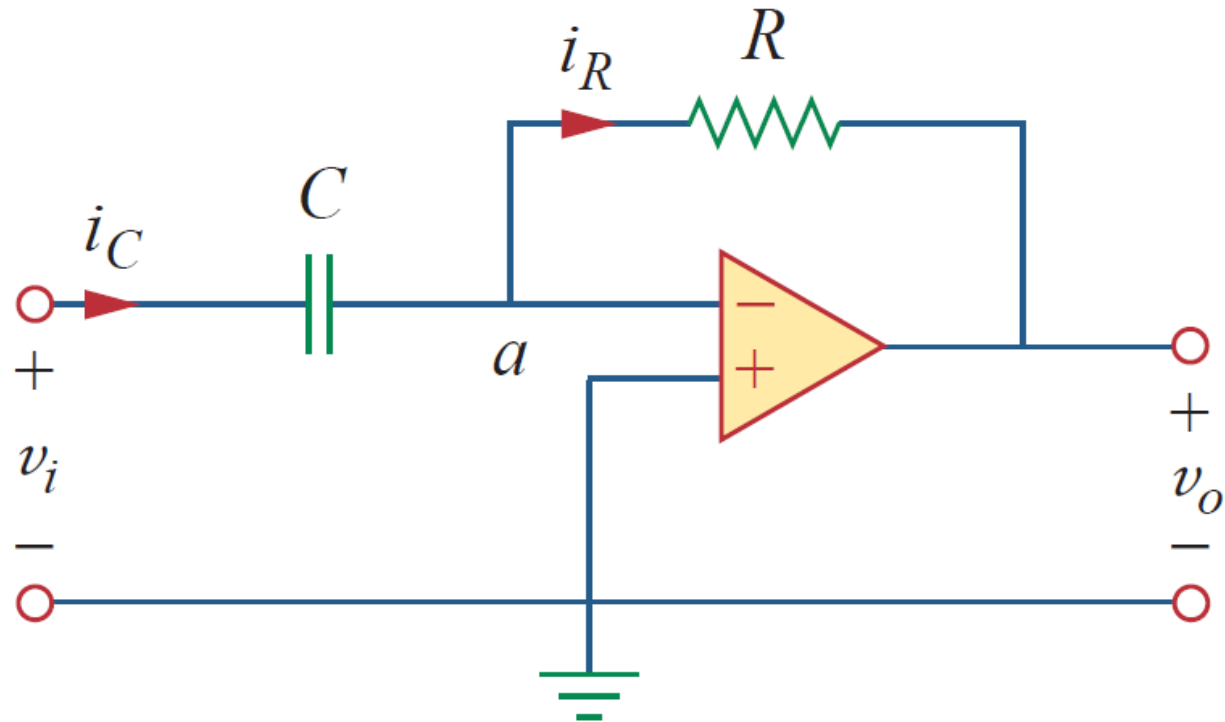 i_R R
C
i_C
−
a
+
+ +
v_i v_o
− −